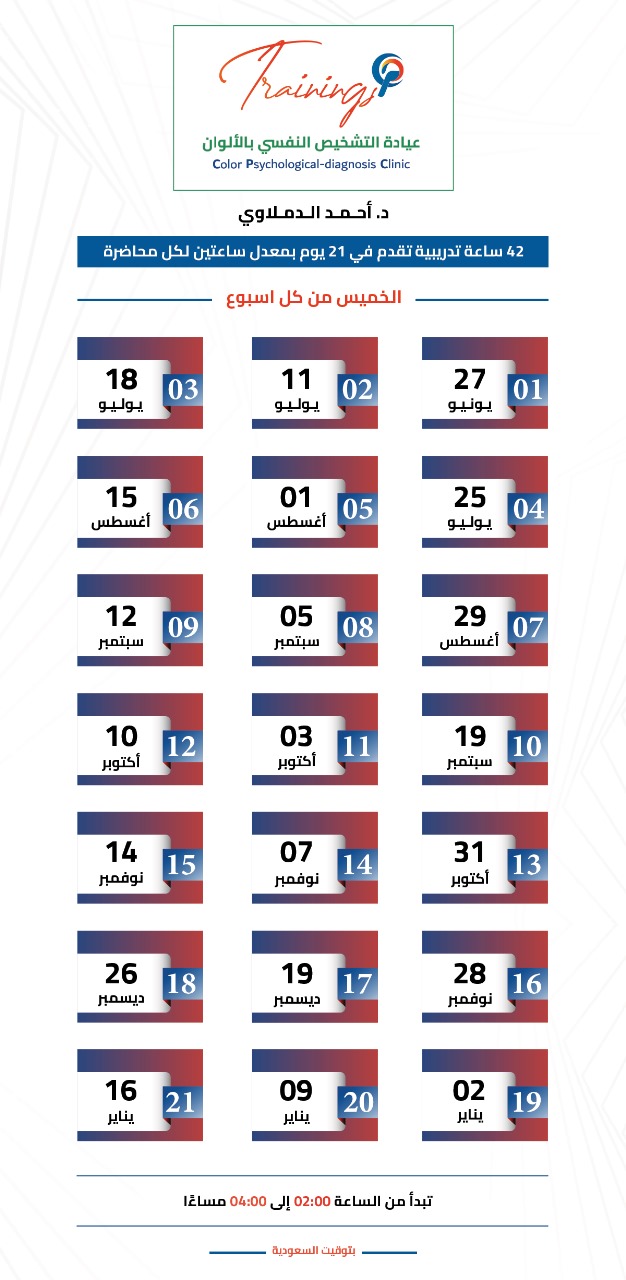 Trainings
عيادة التشخيص النفسي بالألوان
Color Psychological-diagnosis Clinic
د. أحـمـد الـدمـلاوي
42 ساعة تدريبية تقدم في 21 يوم بمعدل ساعتين لكل محاضرة
الخميس من كل اسبوع
01
27
يونيو
02
11
يوليو
03
18
يوليو
04
25
يوليو
05
01
أغسطس
06
15
أغسطس
07
29
أغسطس
08
05
سبتمبر
09
12
سبتمبر
10
19
سبتمبر
11
03
أكتوبر
12
10
أكتوبر
13
31
أكتوبر
14
07
نوفمبر
15
14
نوفمبر
16
28
نوفمبر
17
19
ديسمبر
18
26
ديسمبر
19
02
يناير
20
09
يناير
21
16
يناير
تبدأ من الساعة 02:00 إلى 04:00 مساءًا
بتوقيت السعودية